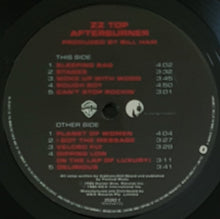 ZZ TOP
AFTERBURNER
PRODUCED BY BILL HAM
THIS SIDE
1 SLEEPING BAG 4:02
2 STAGES 3:32
3 WOKE UP WITH WOOD 3:45
4 ROUGH BOY 4:50
5 CAN'T STOP ROCKIN' 3:01
OTHER SIDE
1 PLANET OF WOMEN 4:04
2 I GOT THE MESSAGE 3:27
3 VELCRO FLY 3:29
4 DIPPING LOW
(IN THE LAP OF LUXURY) 3:11
5 DELIRIOUS 3:41